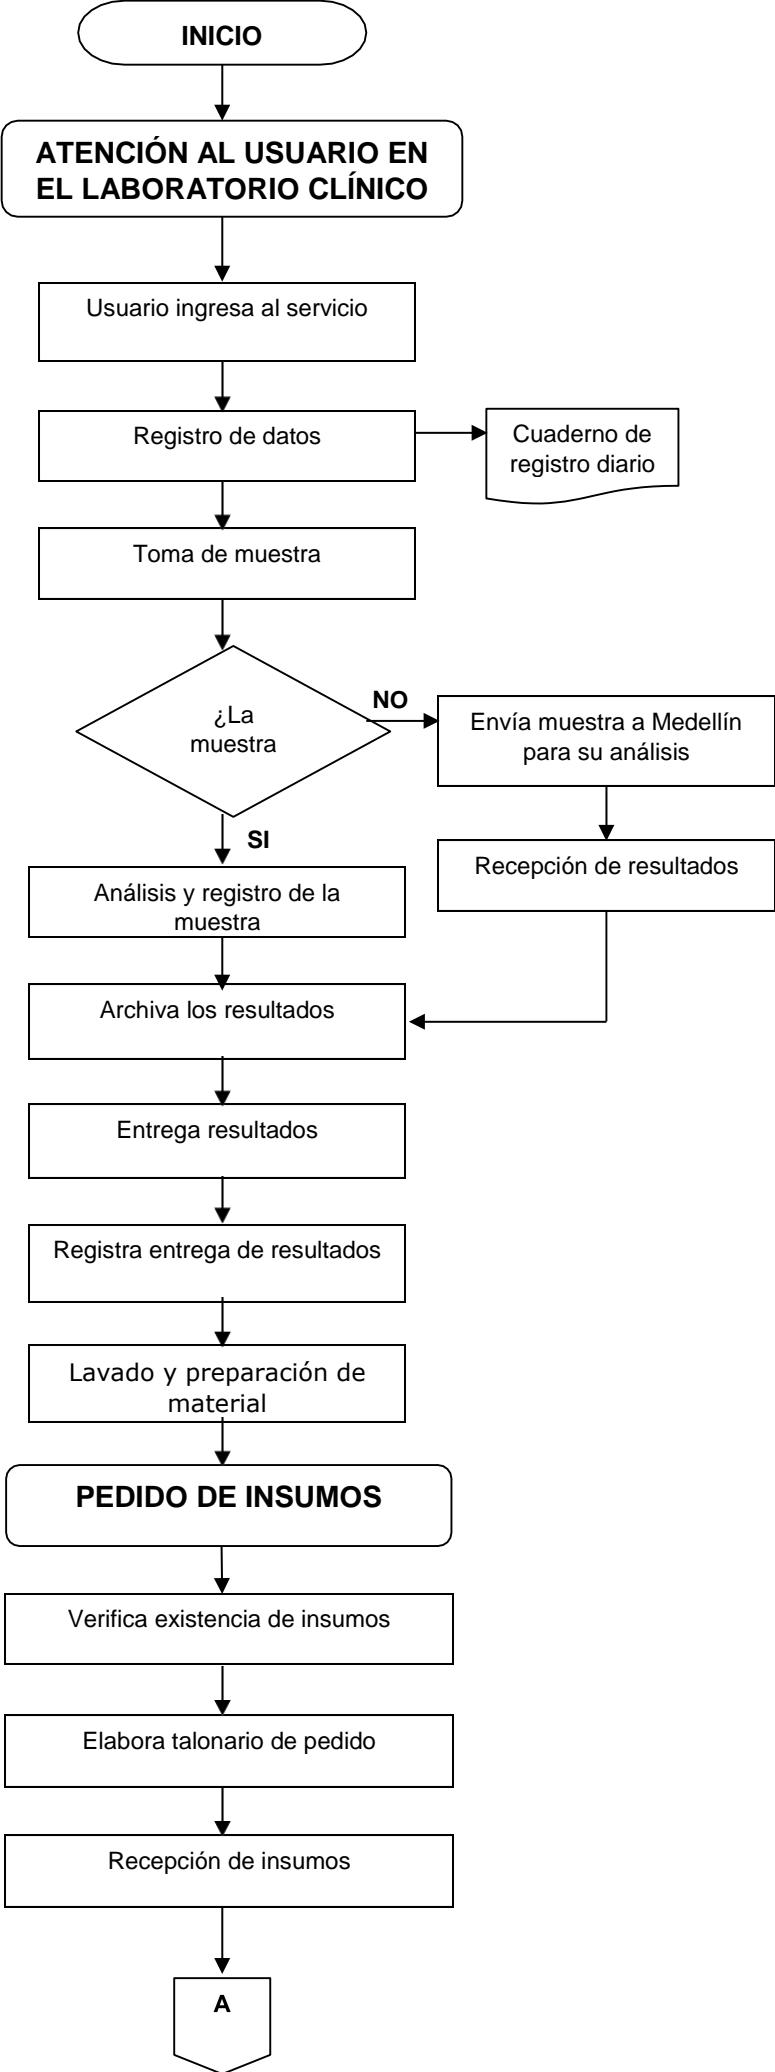 INICIO
ATENCIÓN AL USUARIO EN
EL LABORATORIO CLÍNICO
Usuario ingresa al servicio
Registro de datos
Cuaderno de
registro diario
Toma de muestra
¿La
muestra
NO
Envía muestra a Medellín
para su análisis
SI
Recepción de resultados
Análisis y registro de la
muestra
Archiva los resultados
Entrega resultados
Registra entrega de resultados
Lavado y preparación de
material
PEDIDO DE INSUMOS
Verifica existencia de insumos
Elabora talonario de pedido
Recepción de insumos
A